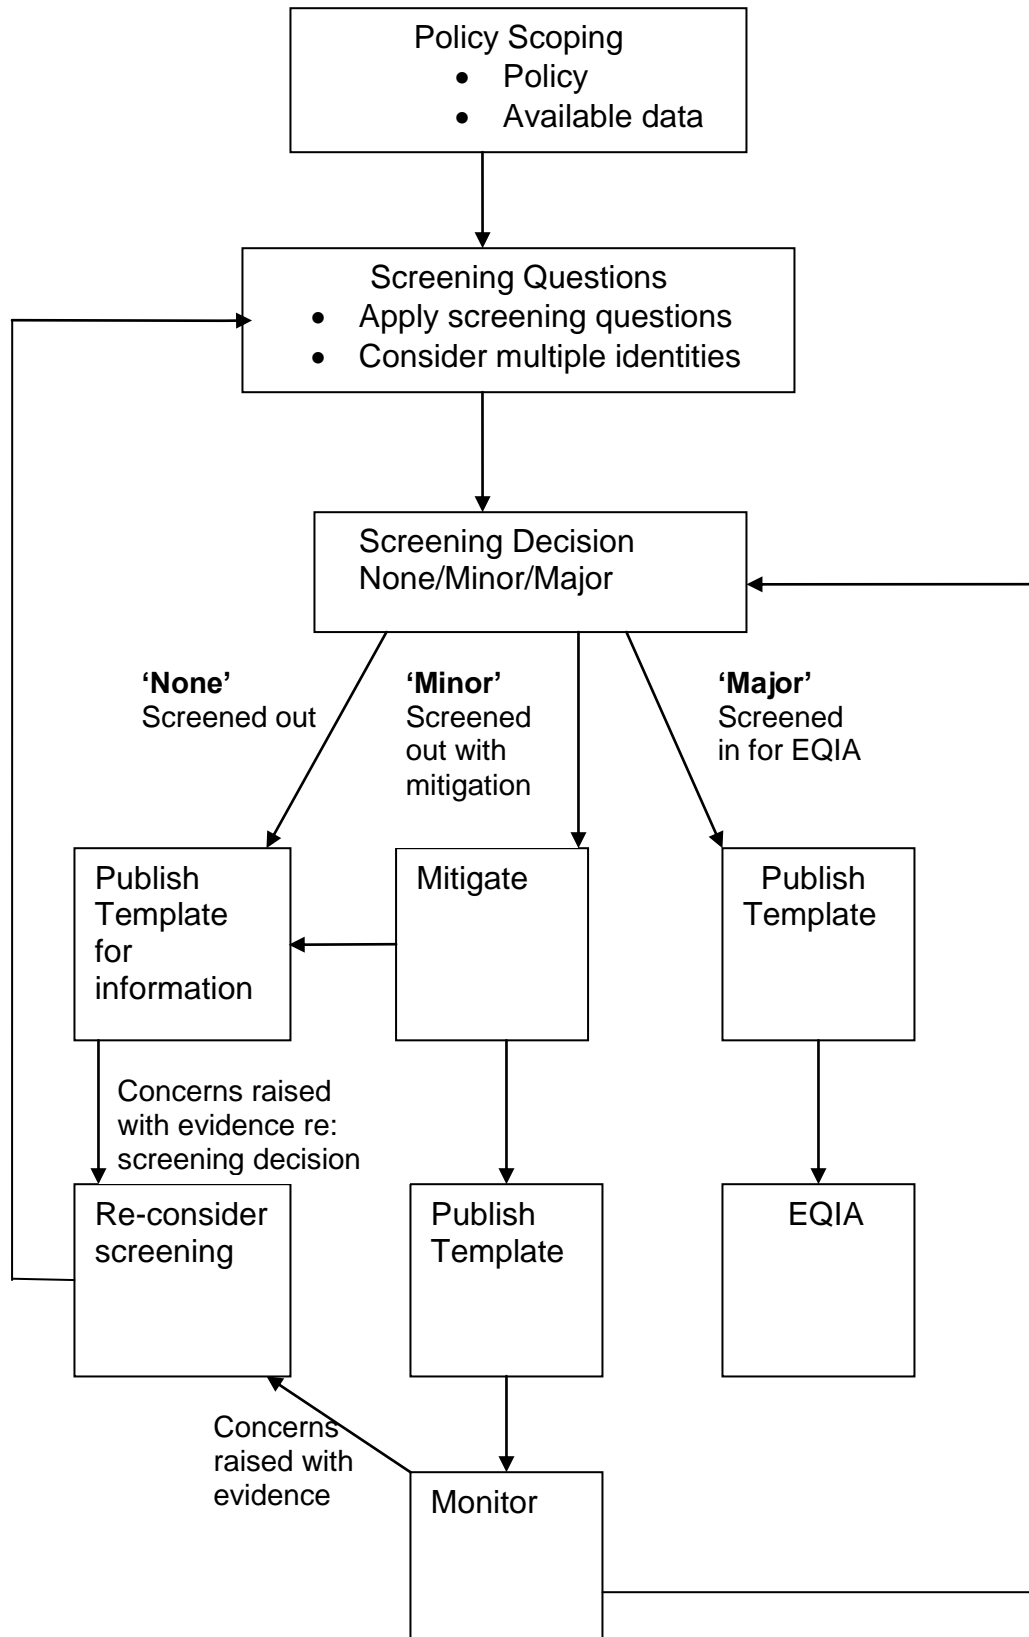 Policy Scoping
• Policy
• Available data
Screening Questions
• Apply screening questions
• Consider multiple identities
Screening Decision
None/Minor/Major
‘None’
Screened out
‘Minor’
Screened
out with
mitigation
‘Major’
Screened
in for EQIA
Publish
Template
for
information
Mitigate
Publish
Template
Concerns raised
with evidence re:
screening decision
Re-consider
screening
Publish
Template
EQIA
Concerns
raised with
evidence
Monitor